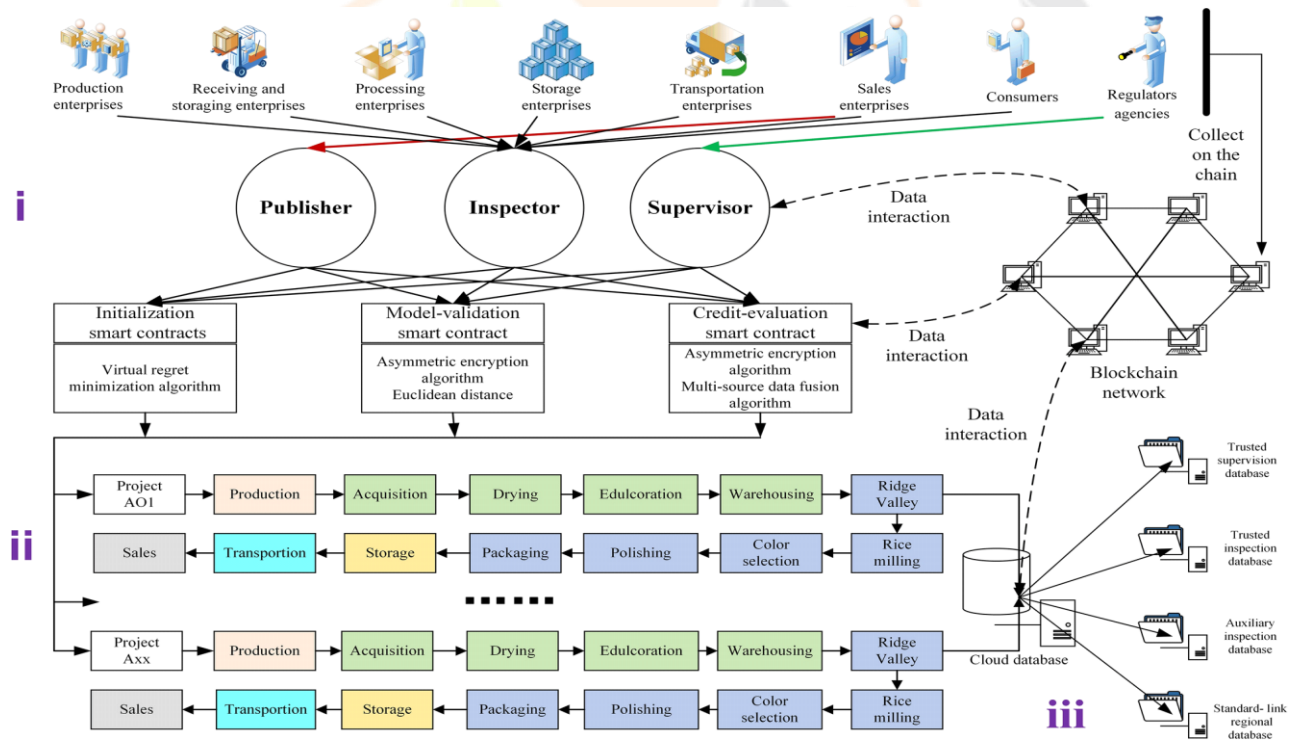 Production
enterprises
Receiving and
storaging enterprises
Processing
enterprises
Storage
enterprises
Transportation
enterprises
Sales
enterprises
Consumers
Regulators
agencies
Collect
on the
chain
i
Publisher
Inspector
Supervisor
Data
interaction
Initialization
smart contracts
Virtual regret
minimization algorithm
Model-validation
smart contract
Asymmetric encryption
algorithm
Euclidean distance
Credit-evaluation
smart contract
Asymmetric encryption
algorithm
Multi-source data fusion
algorithm
Data
interaction
Blockchain
network
Data
interaction
ii
Project
AO1
Production
Acquisition
Drying
Edulcoration
Warehousing
Ridge
Valley
Sales
Transportion
Storage
Packaging
Polishing
Color
selection
Rice
milling
Project
Axx
Production
Acquisition
Drying
Edulcoration
Warehousing
Ridge
Valley
Sales
Transportion
Storage
Packaging
Polishing
Color
selection
Rice
milling
Cloud database
iii
Trusted
supervision
database
Trusted
inspection
database
Auxiliary
inspection
database
Standard- link
regional
database